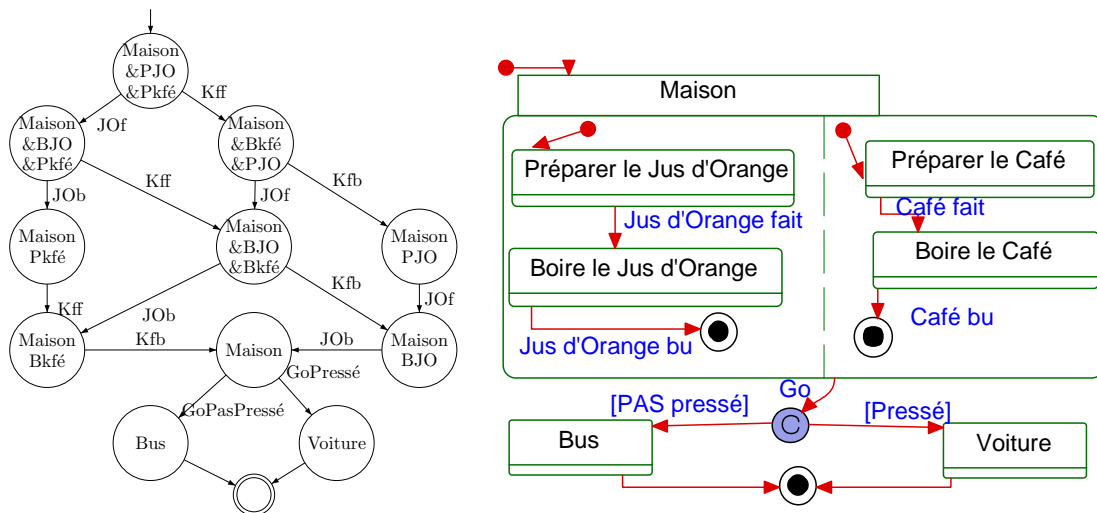 Maison
&PJO
&Pkfé
Kff
JOf
Maison
&BJO
&Pkfé
Maison
&Bkfé
&PJO
Kff
Kfb
JOb
JOf
Maison
Pkfé
Maison
&BJO
&Bkfé
Maison
PJO
Kfb
Kff
JOb
JOf
Maison
Bkfé
Kfb
Maison
JOb
Maison
BJO
GoPressé
GoPasPressé
Bus
Voiture
Maison
Préparer le Jus d'Orange
Préparer le Café
Jus d'Orange fait
Café fait
Boire le Jus d'Orange
Boire le Café
Jus d'Orange bu
Café bu
Go
[PAS pressé]
[Pressé]
C
Bus
Voiture